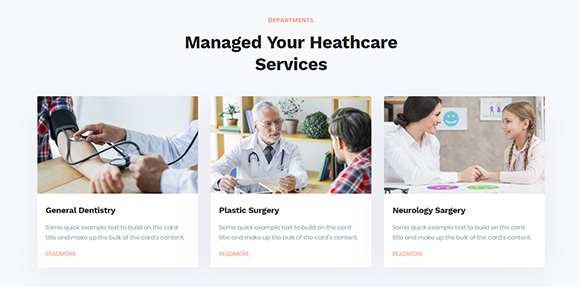 DEPARTMENTS
Managed Your Heathcare
Services
General Dentistry
Some quick example text to build on the card
title and make up the bulk of the card's content.
READMORE
Plastic Surgery
Some quick example text to build on the card
title and make up the bulk of the card's content.
READMORE
Neurology Sargery
Some quick example text to build on the card
title and make up the bulk of the card's content.
READMORE